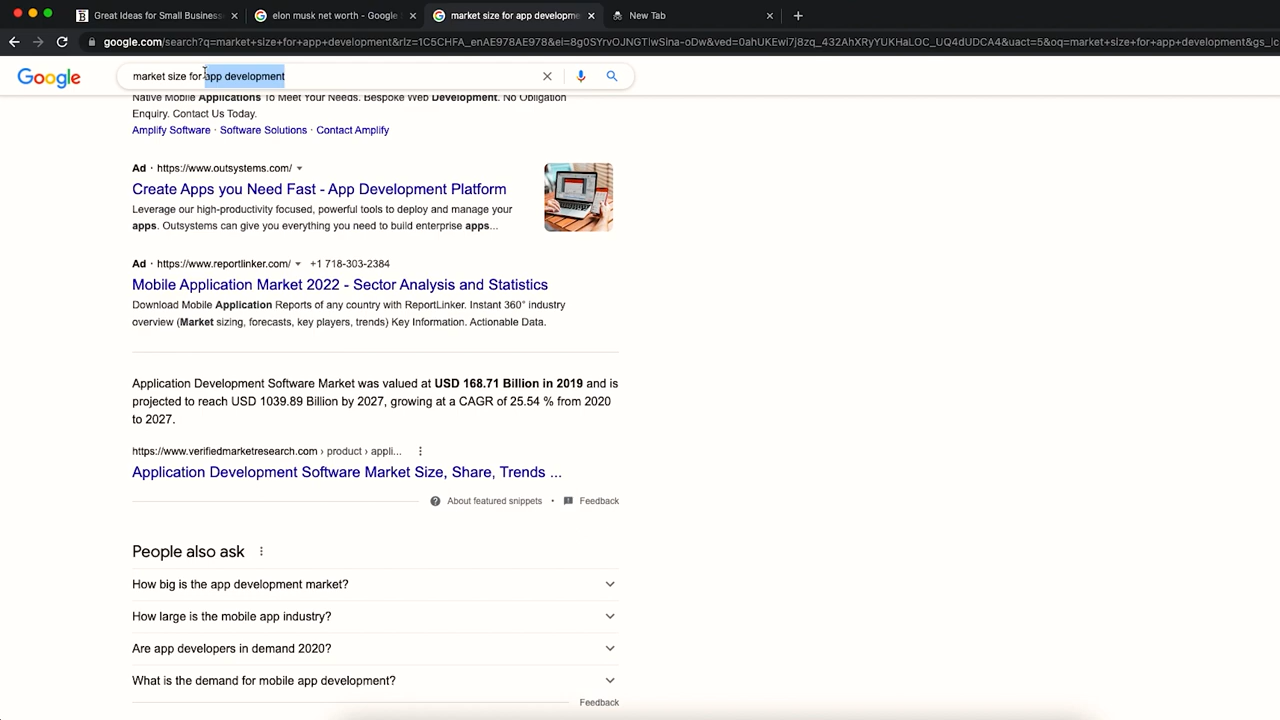 Great Ideas for Small Business
elon musk net worth - Google
market size for app developme
New Tab
google.com/search?q=market+size+for+app+development&rlz=1C5CHFA_enAE978AE978&ei=8g0SYrvOJNGTlwSina-oDw&ved=0ahUKEwi7j8zq_432AhXRyYUKHaLOC_UQ4dUDCA4&uact=5&oq=market+size+for+app+development&gs_lc
Google
market size for app development
Native Mobile Applications To Meet Your Needs. Bespoke Web Development. No Obligation
Enquiry. Contact Us Today.
Amplify Software · Software Solutions · Contact Amplify
Ad · https://www.outsystems.com/
Create Apps you Need Fast - App Development Platform
Leverage our high-productivity focused, powerful tools to deploy and manage your
apps. Outsystems can give you everything you need to build enterprise apps...
Ad · https://www.reportlinker.com/ +1 718-303-2384
Mobile Application Market 2022 - Sector Analysis and Statistics
Download Mobile Application Reports of any country with ReportLinker. Instant 360° industry
overview (Market sizing, forecasts, key players, trends) Key Information. Actionable Data.
Application Development Software Market was valued at USD 168.71 Billion in 2019 and is
projected to reach USD 1039.89 Billion by 2027, growing at a CAGR of 25.54 % from 2020
to 2027.
https://www.verifiedmarketresearch.com › product › appli...
Application Development Software Market Size, Share, Trends ...
About featured snippets • Feedback
People also ask
How big is the app development market?
How large is the mobile app industry?
Are app developers in demand 2020?
What is the demand for mobile app development?
Feedback